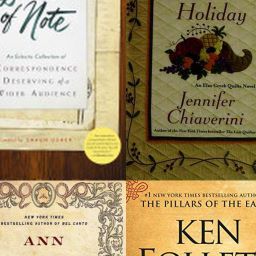 of Note
An Eclectic Collection of
CORRESPONDENCE
DESERVING of a
WIDER AUDIENCE
Holiday
An Elm Creek Quilts Novel
Jennifer
Chiaverini
NEW YORK TIMES
BESTSELLING AUTHOR OF BEL CANTO
ANN
#1 NEW YORK TIMES BESTSELLING AUTHOR
THE PILLARS OF THE EA
KEN
FOLLET